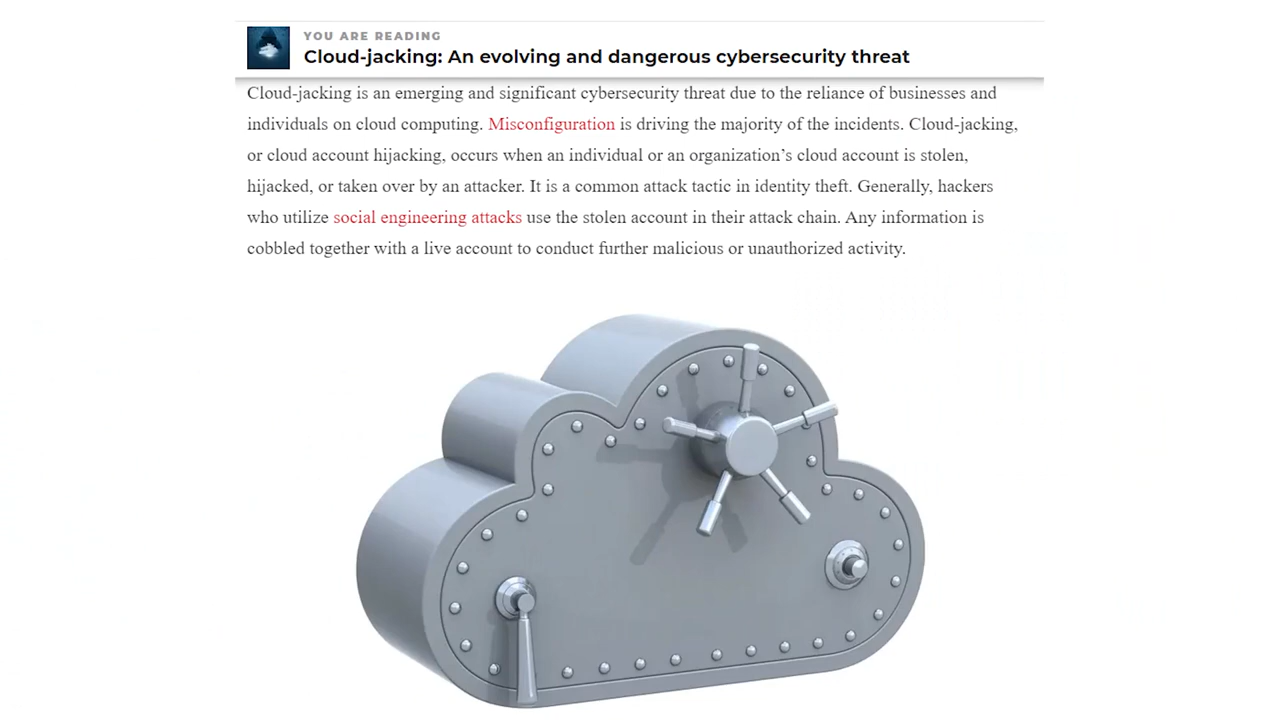 YOU ARE READING
Cloud-jacking: An evolving and dangerous cybersecurity threat
Cloud-jacking is an emerging and significant cybersecurity threat due to the reliance of businesses and
individuals on cloud computing. Misconfiguration is driving the majority of the incidents. Cloud-jacking,
or cloud account hijacking, occurs when an individual or an organization’s cloud account is stolen,
hijacked, or taken over by an attacker. It is a common attack tactic in identity theft. Generally, hackers
who utilize social engineering attacks use the stolen account in their attack chain. Any information is
cobbled together with a live account to conduct further malicious or unauthorized activity.